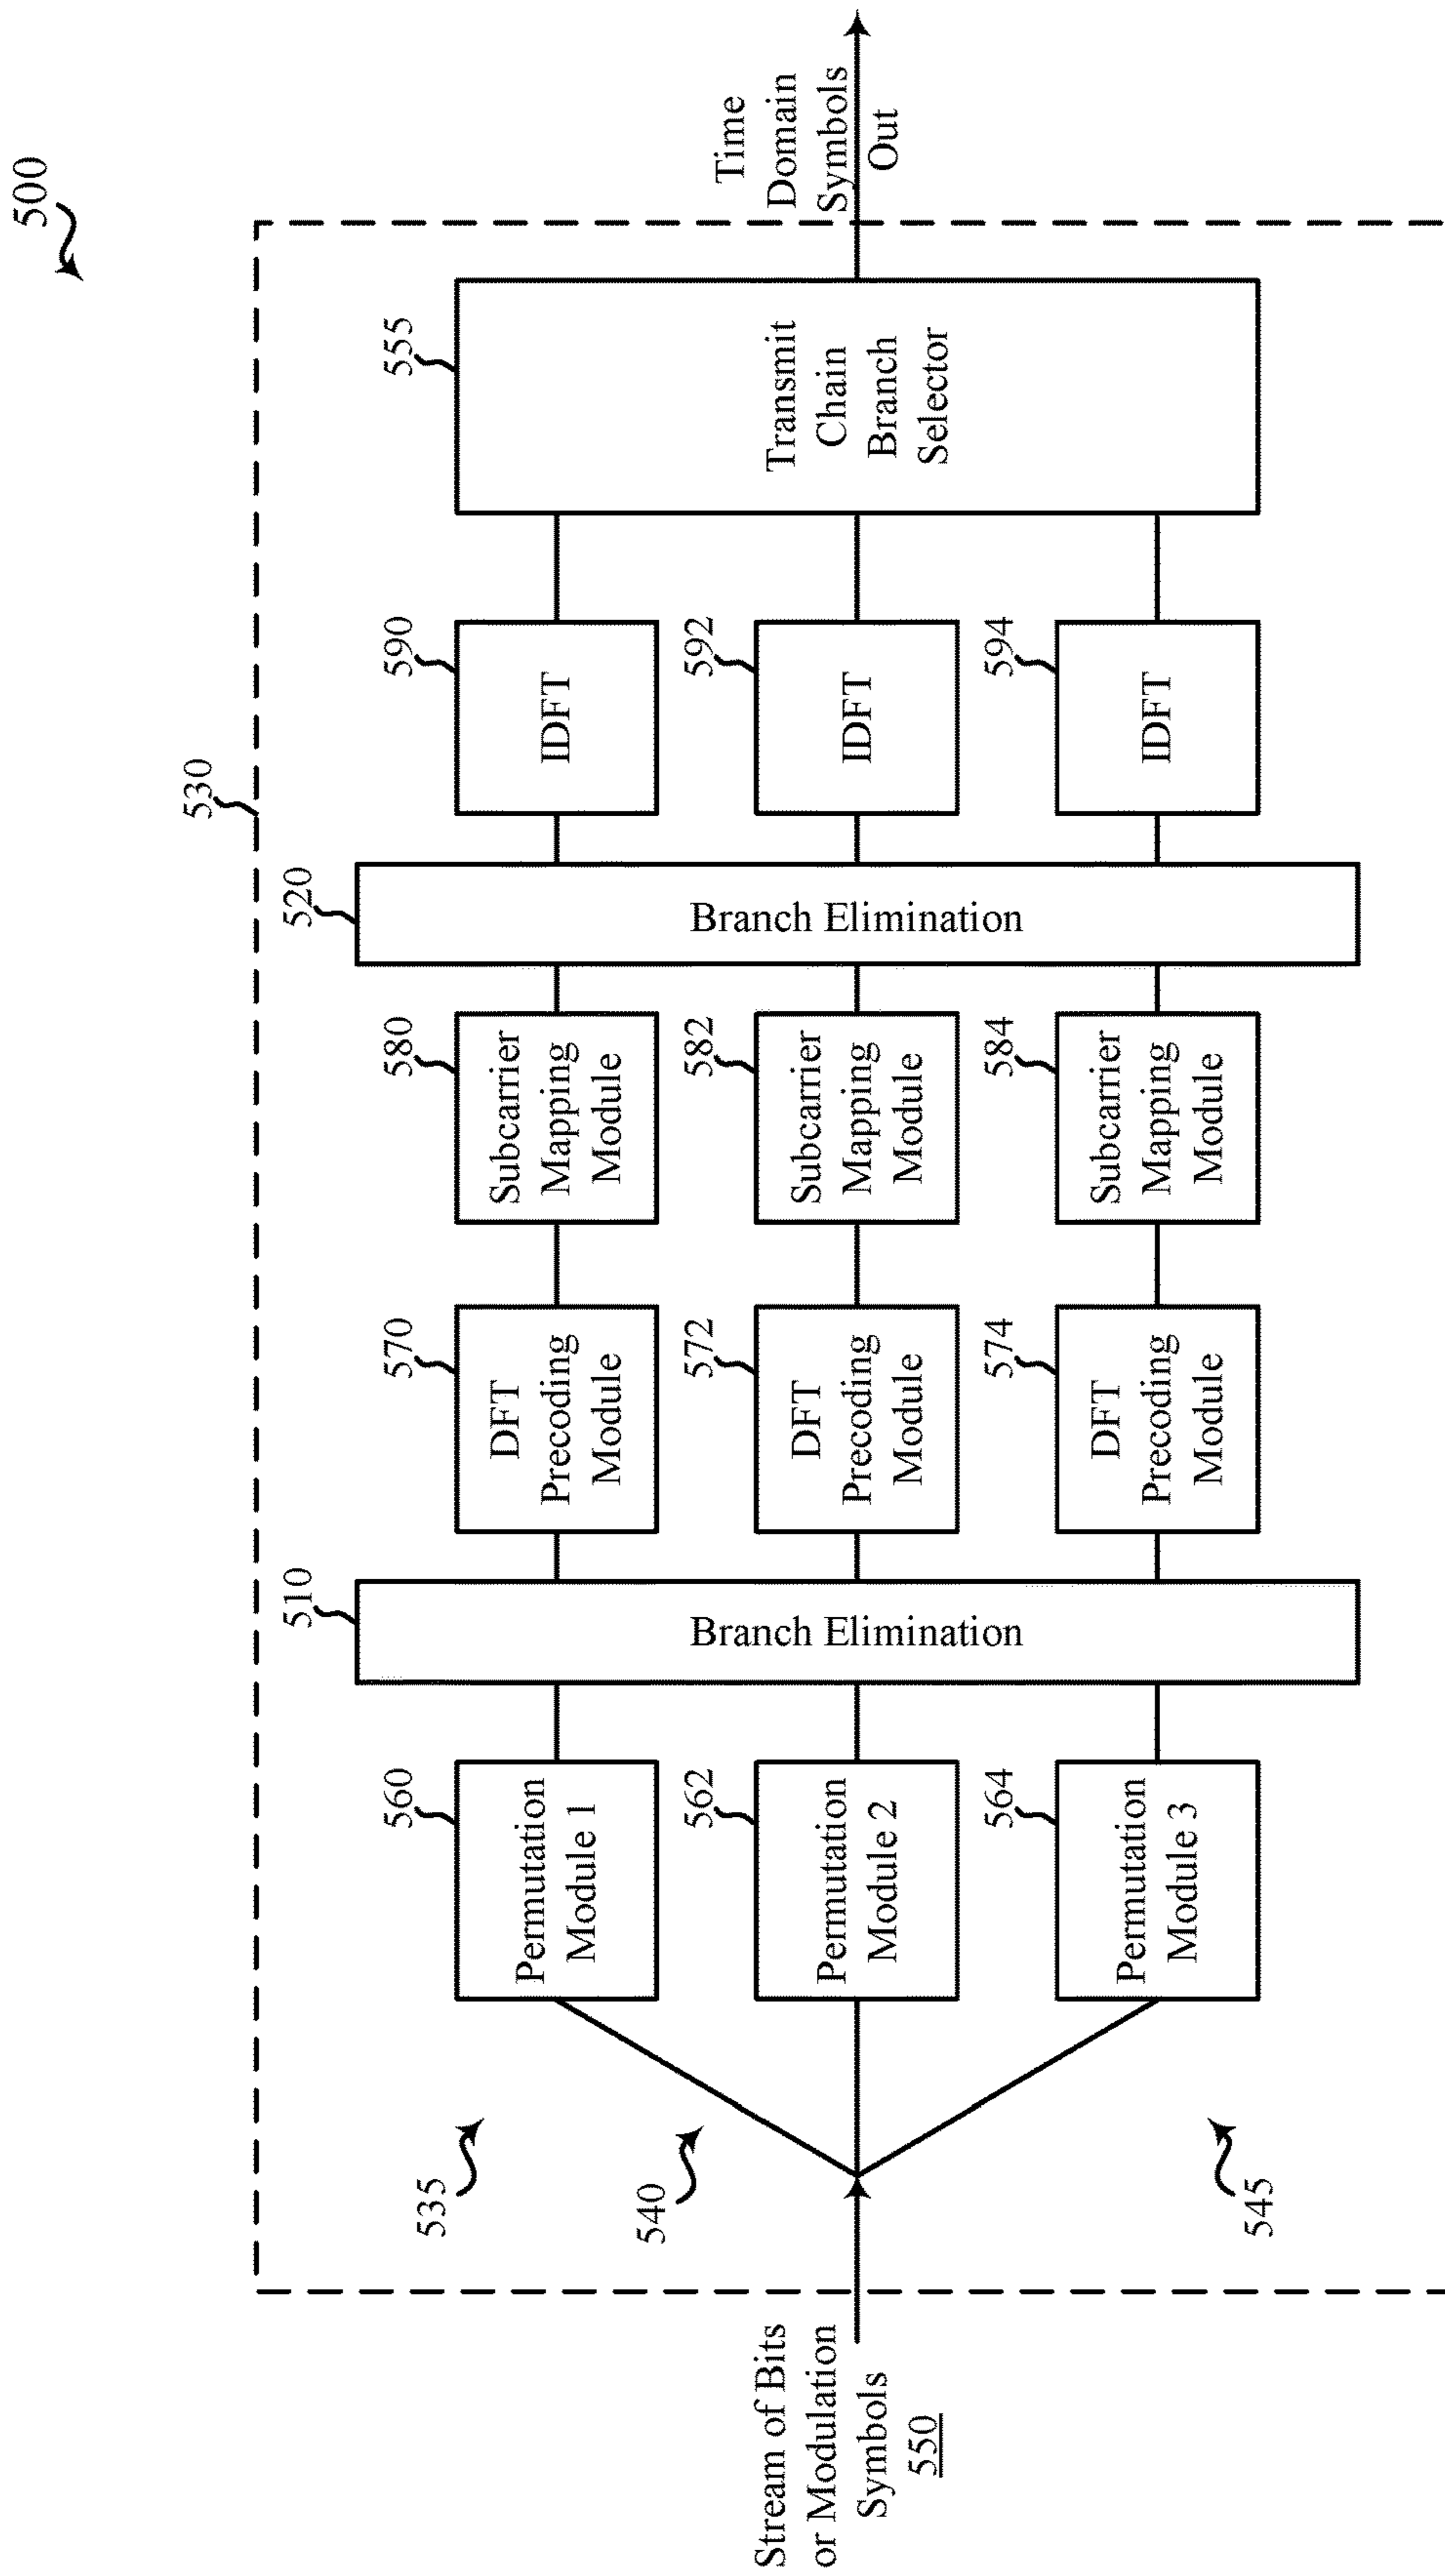 500
530
Stream of Bits
or Modulation
Symbols
550
535
540
545
560
Permutation
Module 1
562
Permutation
Module 2
564
Permutation
Module 3
510
Branch Elimination
570
DFT
Precoding
Module
572
DFT
Precoding
Module
574
DFT
Precoding
Module
580
Subcarrier
Mapping
Module
582
Subcarrier
Mapping
Module
584
Subcarrier
Mapping
Module
520
Branch Elimination
590
IDFT
592
IDFT
594
IDFT
555
Transmit
Chain
Branch
Selector
Time
Domain
Symbols
Out